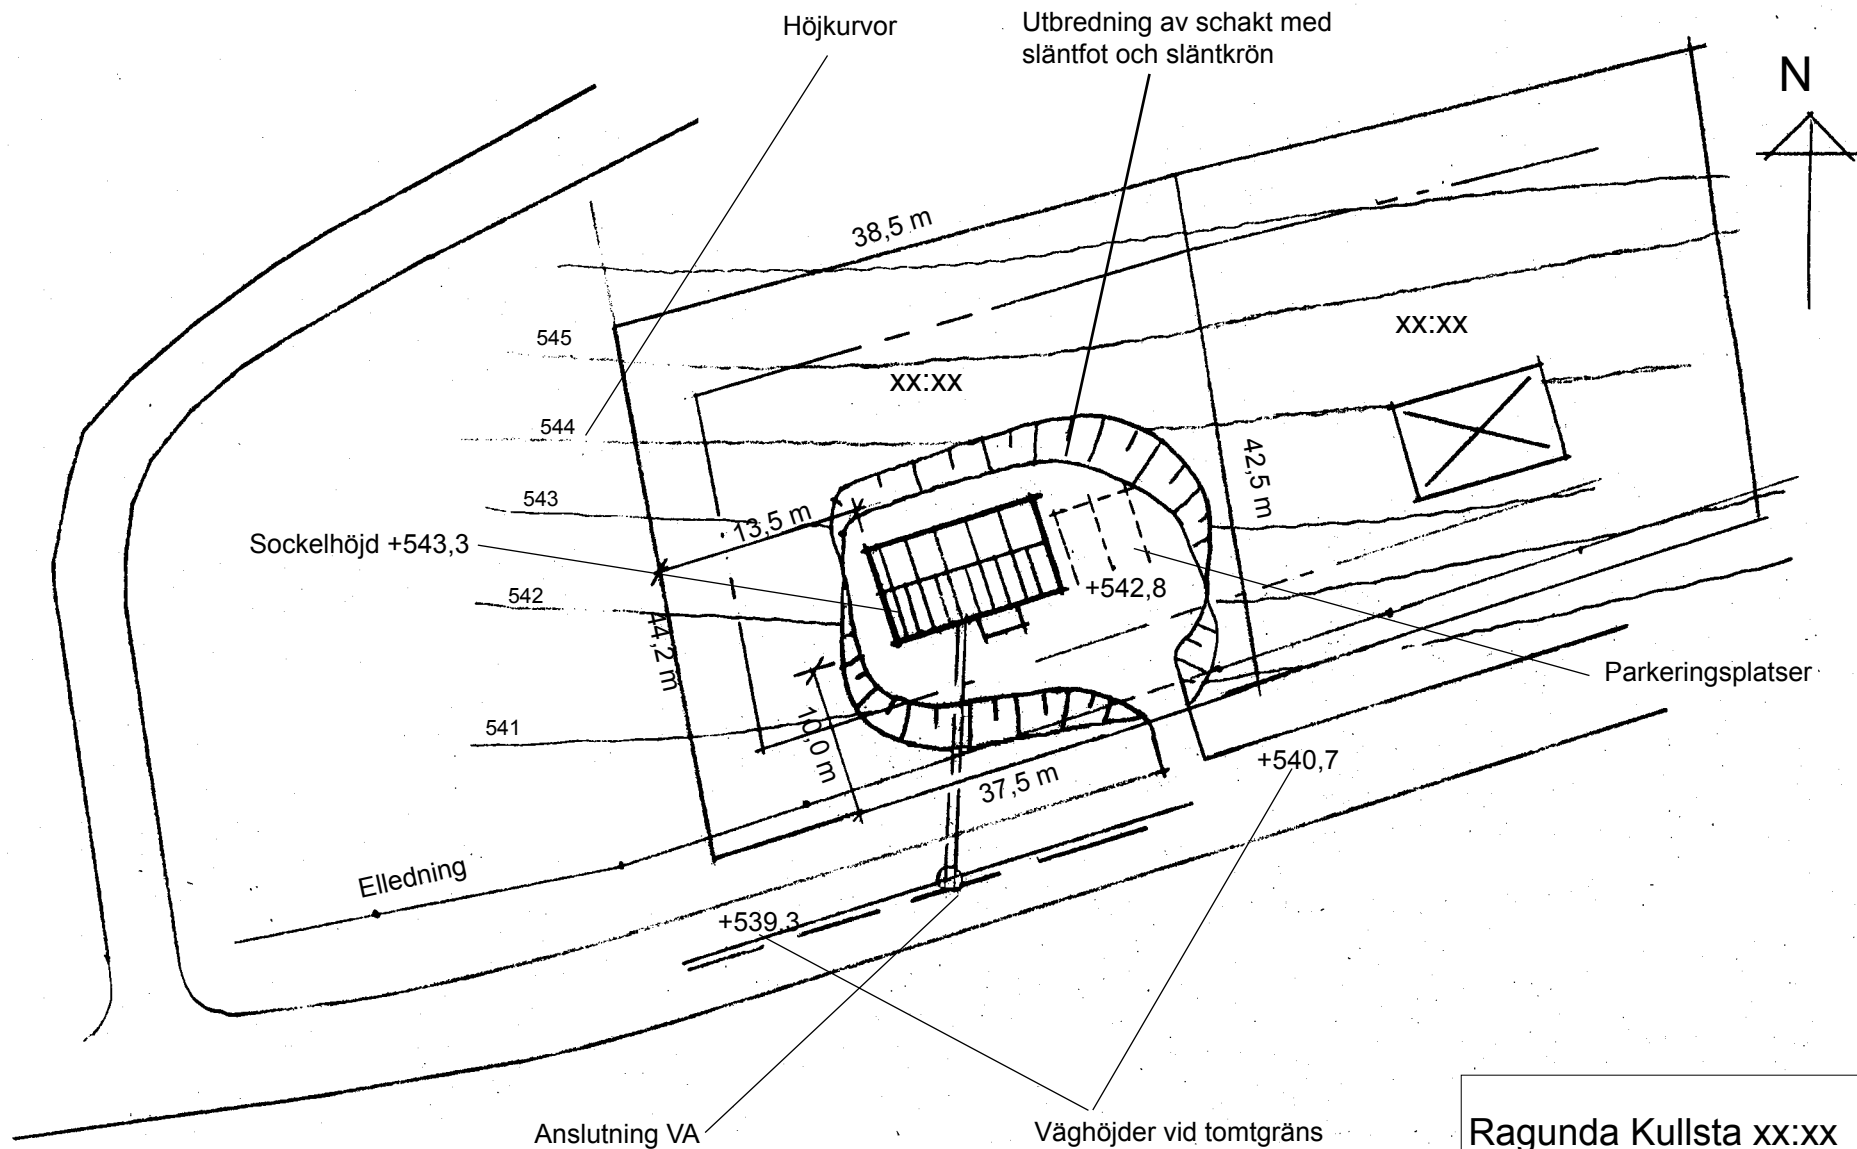 Höjkurvor
Utbredning av schakt med
släntfot och släntkrön
N
38,5 m
545
xx:xx
xx:xx
544
42,5 m
543
13,5 m
Sockelhöjd +543,3
+542,8
542
44,2 m
Parkeringsplatser
541
10,0 m
+540,7
37,5 m
Elledning
+539,3
Anslutning VA
Väghöjder vid tomtgräns
Ragunda Kullsta xx:xx